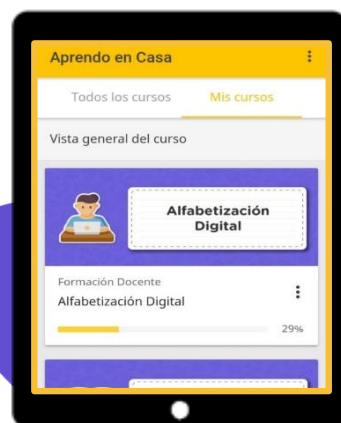 Aprendo en Casa
Todos los cursos
Mis cursos
Vista general del curso
Alfabetización
Digital
Formación Docente
Alfabetización Digital
29%